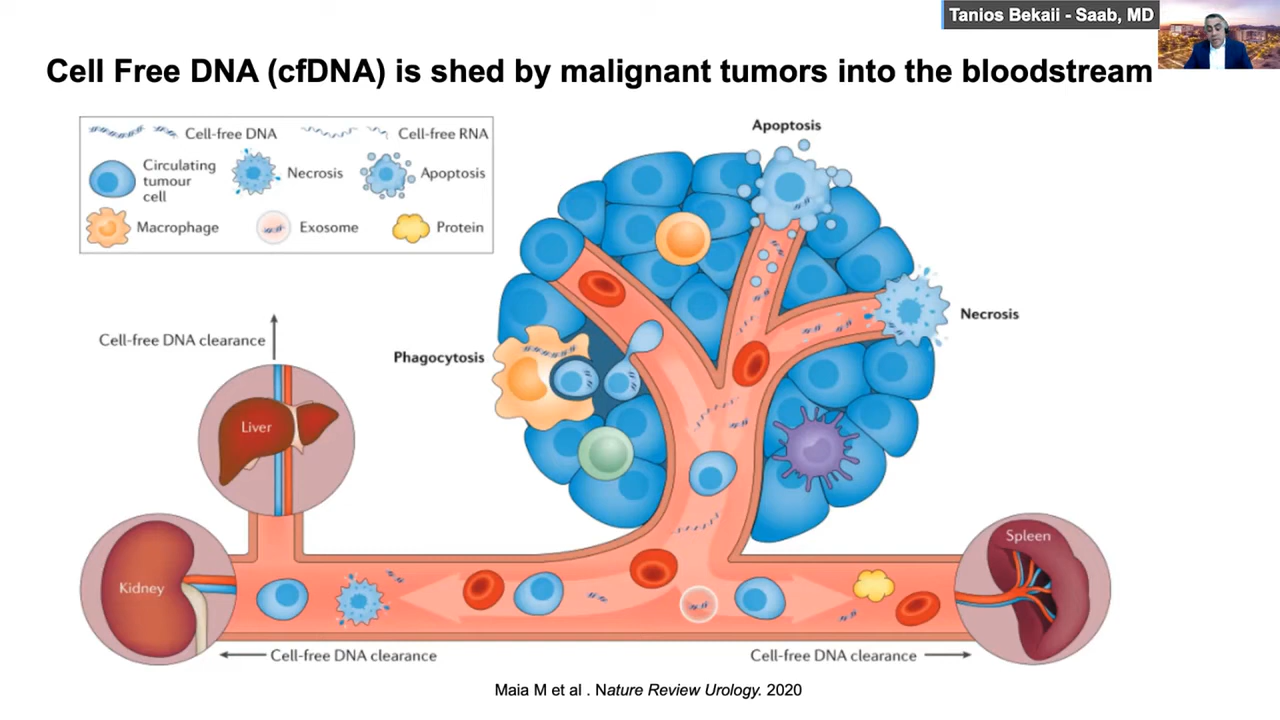 Tanios Bekaii - Saab, MD
Cell Free DNA (cfDNA) is shed by malignant tumors into the bloodstream
Cell-free DNA
Cell-free RNA
Circulating
tumour
cell
Necrosis
Apoptosis
Macrophage
Exosome
Protein
Apoptosis
Necrosis
Phagocytosis
Cell-free DNA clearance
Liver
Kidney
Spleen
Cell-free DNA clearance
Cell-free DNA clearance
Maia M et al . Nature Review Urology. 2020